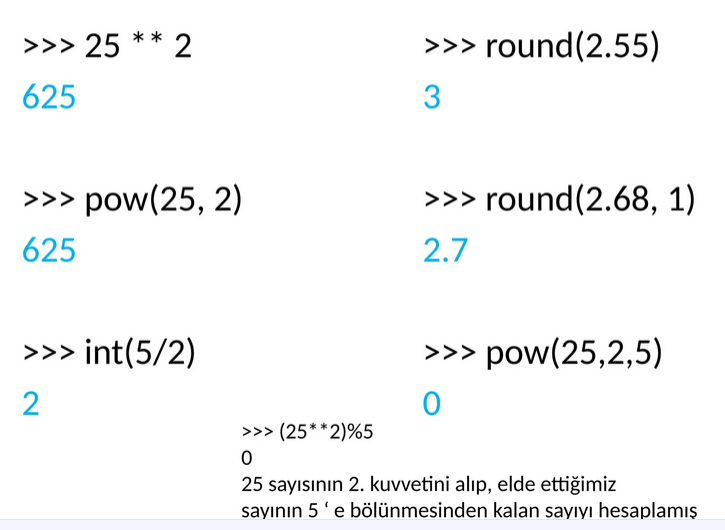 >>> 25 ** 2
625
>>> pow(25, 2)
625
>>> int(5/2)
2
>>> round(2.55)
3
>>> round(2.68, 1)
2.7
>>> pow(25,2,5)
0
>>> (25**2)%5
0
25 sayısının 2. kuvvetini alıp, elde ettiğimiz
sayının 5 ‘ e bölünmesinden kalan sayıyı hesaplamış